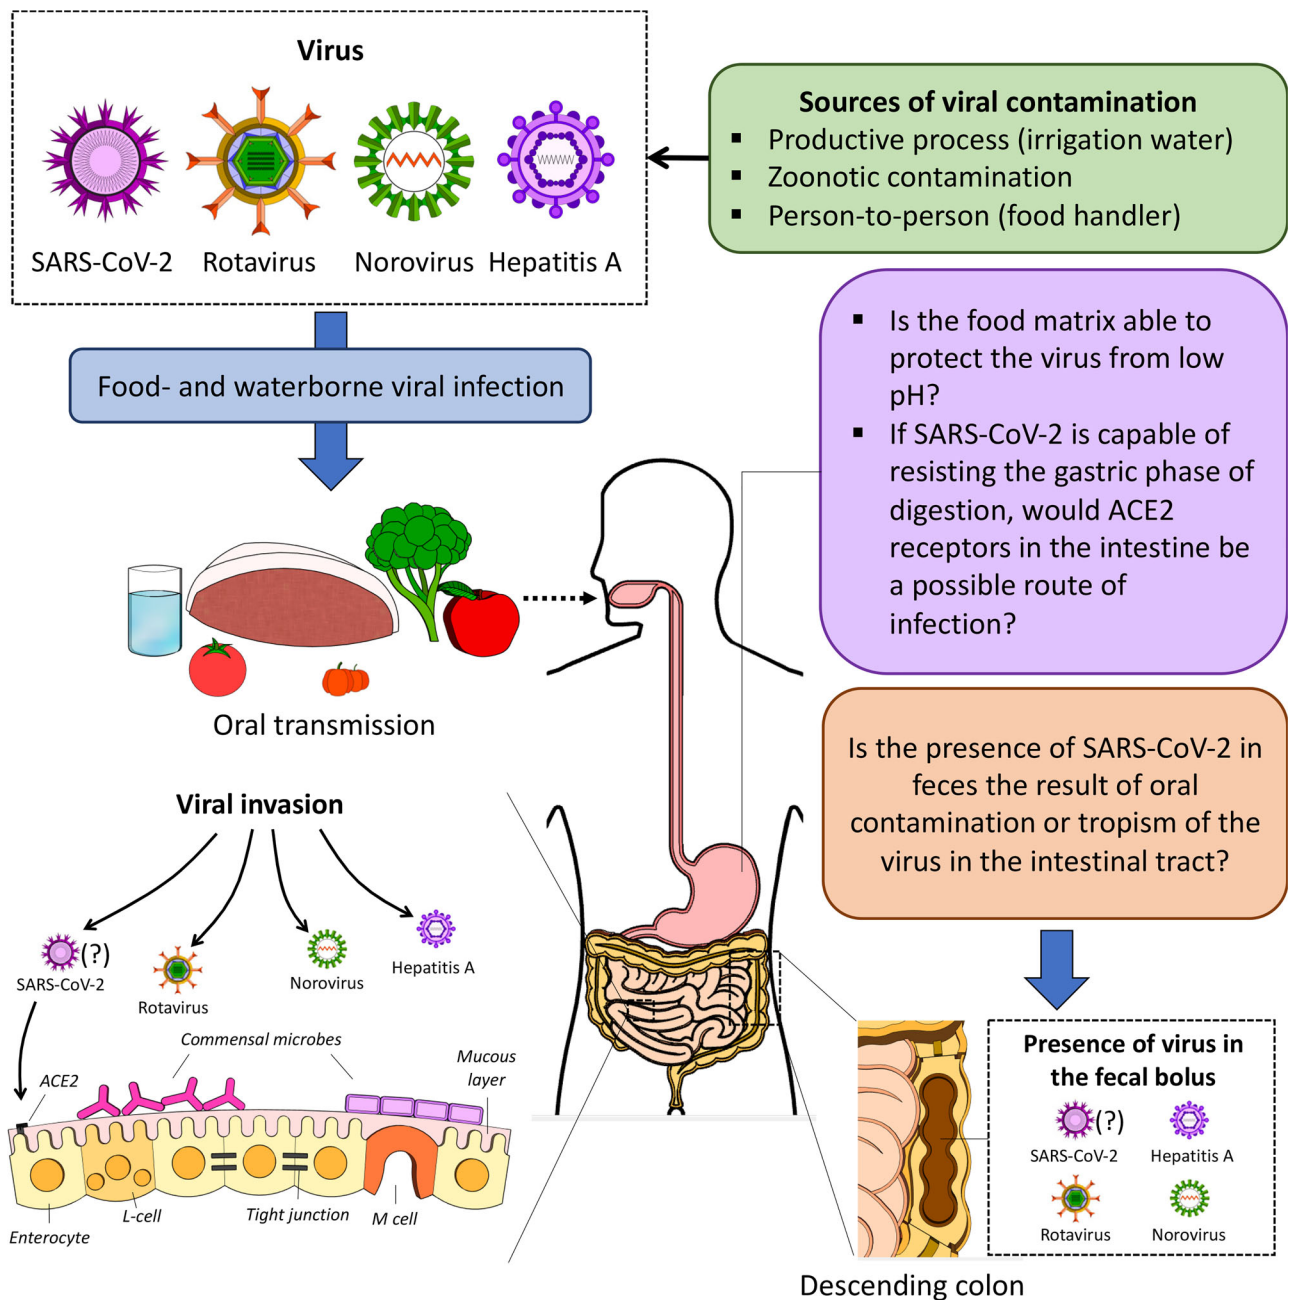 Virus
SARS-CoV-2
Rotavirus
Norovirus
Hepatitis A
Sources of viral contamination
▪ Productive process (irrigation water)
▪ Zoonotic contamination
▪ Person-to-person (food handler)
Food- and waterborne viral infection
▪ Is the food matrix able to
protect the virus from low
pH?
▪ If SARS-CoV-2 is capable of
resisting the gastric phase of
digestion, would ACE2
receptors in the intestine be
a possible route of
infection?
Oral transmission
Is the presence of SARS-CoV-2 in
feces the result of oral
contamination or tropism of the
virus in the intestinal tract?
Viral invasion
(?)
SARS-CoV-2
Rotavirus
Norovirus
Hepatitis A
Commensal microbes
Mucous
layer
ACE2
L-cell
Tight junction
M cell
Enterocyte
Presence of virus in
the fecal bolus
(?)
SARS-CoV-2
Hepatitis A
Rotavirus
Norovirus
Descending colon